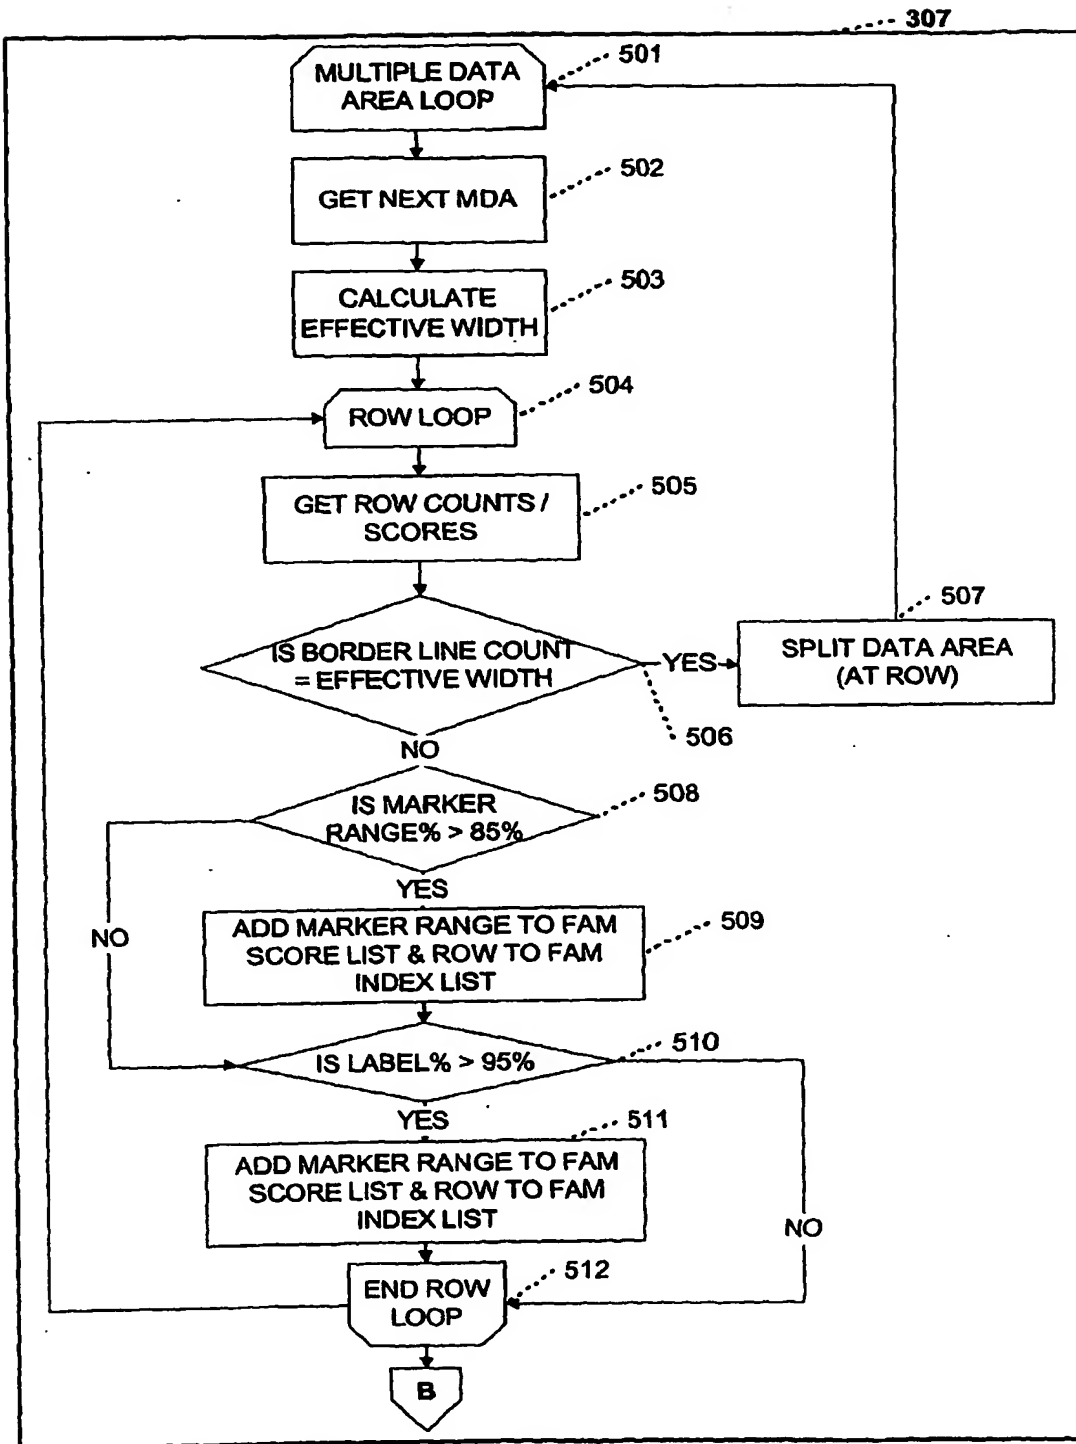 307
MULTIPLE DATA
AREA LOOP
501
GET NEXT MDA
502
CALCULATE
EFFECTIVE WIDTH
503
ROW LOOP
504
GET ROW COUNTS /
SCORES
505
IS BORDER LINE COUNT
= EFFECTIVE WIDTH
506
YES
SPLIT DATA AREA
(AT ROW)
507
NO
IS MARKER
RANGE% > 85%
508
YES
NO
ADD MARKER RANGE TO FAM
SCORE LIST & ROW TO FAM
INDEX LIST
509
IS LABEL% > 95%
510
YES
NO
ADD MARKER RANGE TO FAM
SCORE LIST & ROW TO FAM
INDEX LIST
511
END ROW
LOOP
512
B